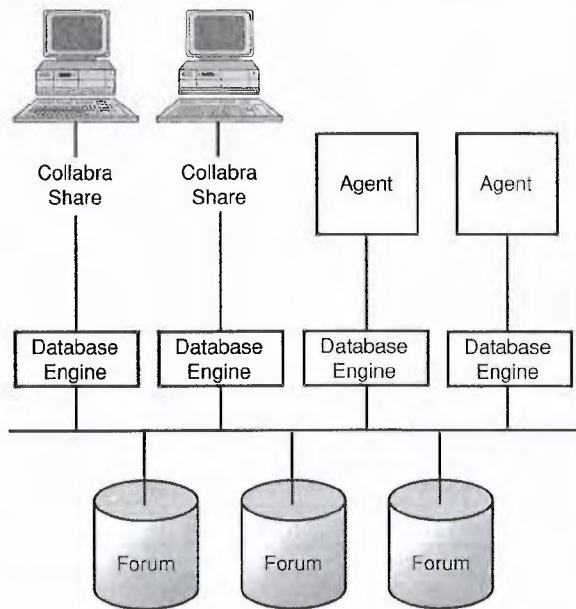 Collabra
Share
Collabra
Share
Agent
Agent
Database
Engine
Database
Engine
Database
Engine
Database
Engine
Forum
Forum
Forum